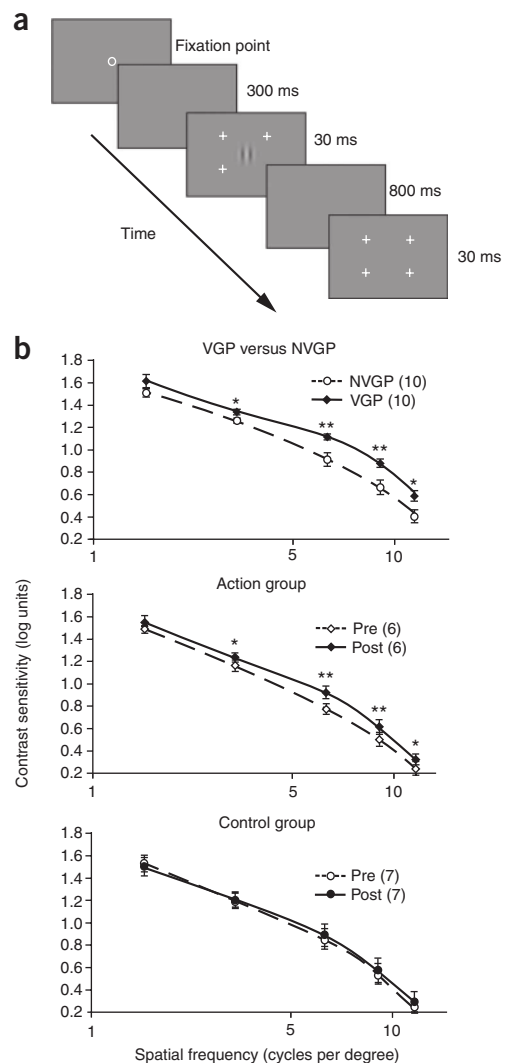 a
Fixation point
300 ms
30 ms
800 ms
30 ms
Time
b
VGP versus NVGP
1.8
1.6
1.4
1.2
1.0
0.8
0.6
0.4
0.2
NVGP (10)
VGP (10)
*
**
**
*
1
5
10
Action group
1.8
1.6
1.4
1.2
1.0
0.8
0.6
0.4
0.2
Pre (6)
Post (6)
*
**
**
*
1
5
10
Contrast sensitivity (log units)
Control group
1.8
1.6
1.4
1.2
1.0
0.8
0.6
0.4
0.2
Pre (7)
Post (7)
1
5
10
Spatial frequency (cycles per degree)